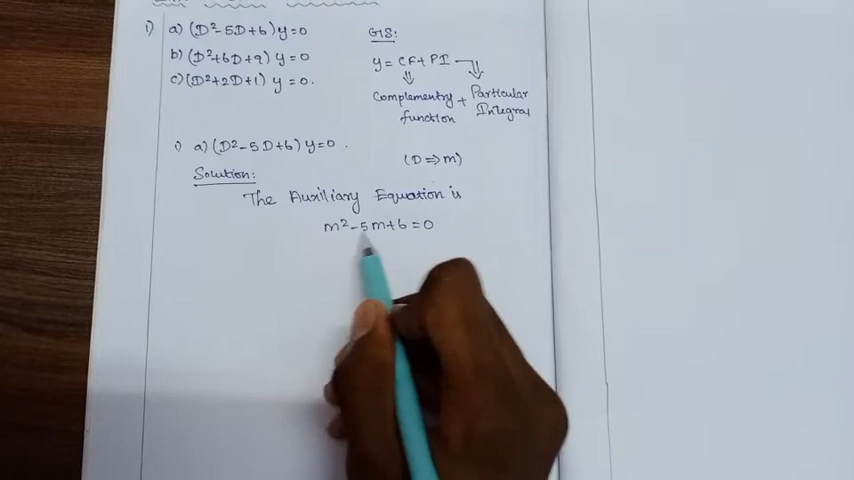 1) a) (D²-5D+6)y=0
b) (D²+6D+9) y=0
c) (D²+2D+1) y=0.
GS:
y= CF+PI
Complementry + Particular
function Integral
1) a) (D²-5D+6) y=0.
(D⇒m)
Solution:
The Auxiliary Equation is
m²-5m+6=0